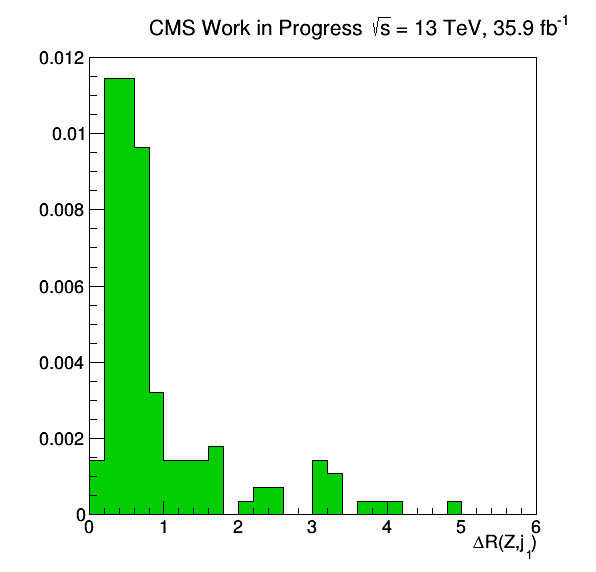 CMS Work in Progress √s = 13 TeV, 35.9 fb⁻¹
0.012
0.01
0.008
0.006
0.004
0.002
0
0 1 2 3 4 5 6
ΔR(Z,j₁)